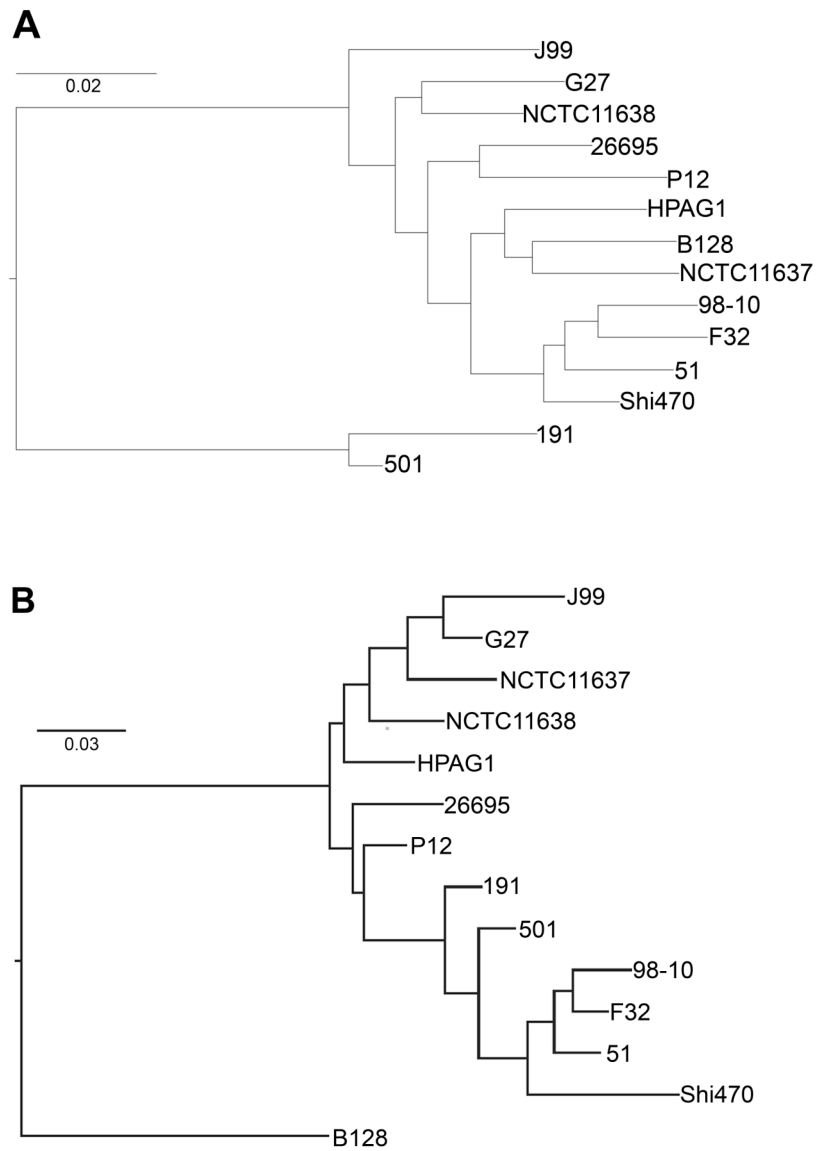 A
J99
0.02
G27
NCTC11638
26695
P12
HPAG1
B128
NCTC11637
98-10
F32
51
Shi470
191
501
B
J99
G27
NCTC11637
NCTC11638
0.03
HPAG1
26695
P12
191
501
98-10
F32
51
Shi470
B128